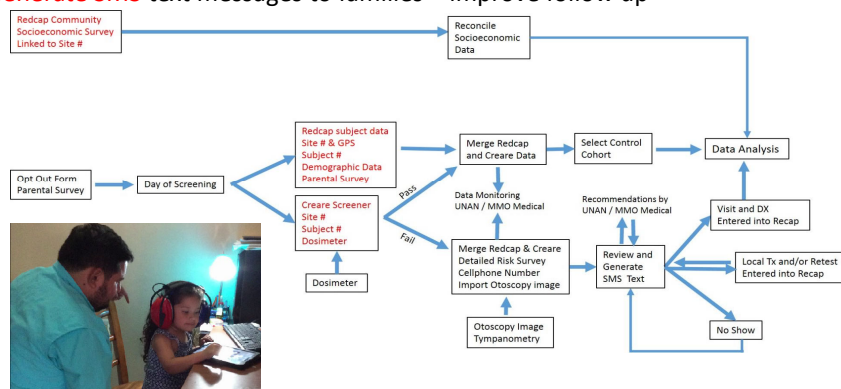 SMS text messages to families – improve follow up
Redcap Community
Socioeconomic Survey
Linked to Site #
Reconcile
Socioeconomic
Data
Redcap subject data
Site # & GPS
Subject #
Demographic Data
Parental Survey
Merge Redcap
and Creare Data
Select Control
Cohort
Data Analysis
Opt Out Form
Parental Survey
Day of Screening
Pass
Data Monitoring
UNAN / MMO Medical
Recommendations by
UNAN / MMO Medical
Visit and DX
Entered into Recap
Creare Screener
Site #
Subject #
Dosimeter
Fail
Merge Redcap & Creare
Detailed Risk Survey
Cellphone Number
Import Otoscopy image
Review and
Generate
SMS Text
Local Tx and/or Retest
Entered into Recap
Dosimeter
Otoscopy Image
Tympanometry
No Show